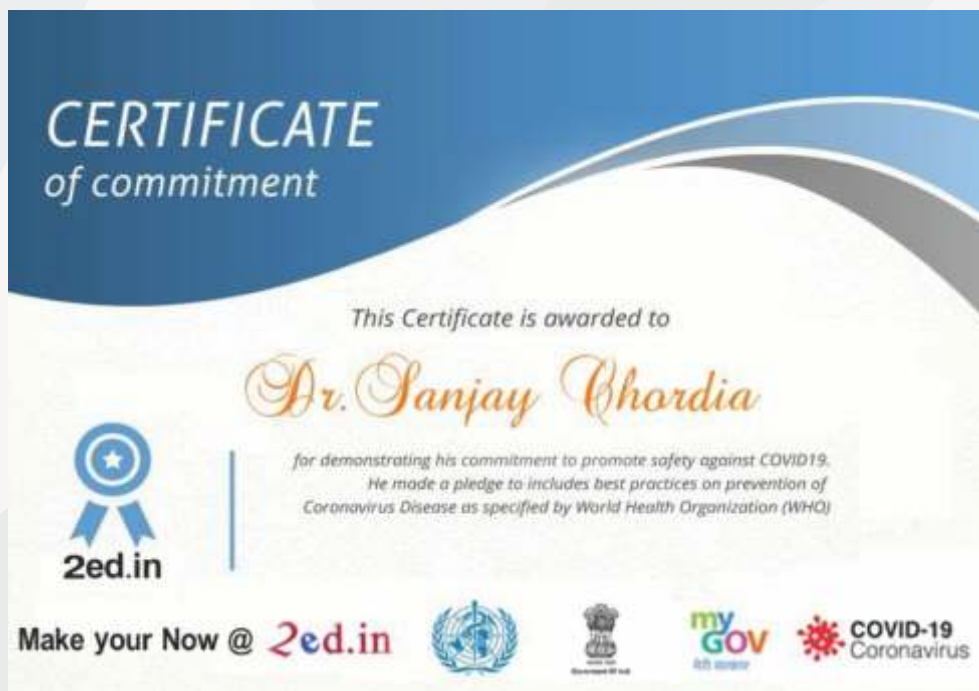 CERTIFICATE
of commitment
This Certificate is awarded to
Dr. Sanjay Chordia
for demonstrating his commitment to promote safety against COVID19.
He made a pledge to includes best practices on prevention of
Coronavirus Disease as specified by World Health Organization (WHO)
2ed.in
Make your Now @ 2ed.in
my
GOV
मेरी सरकार
COVID-19
Coronavirus